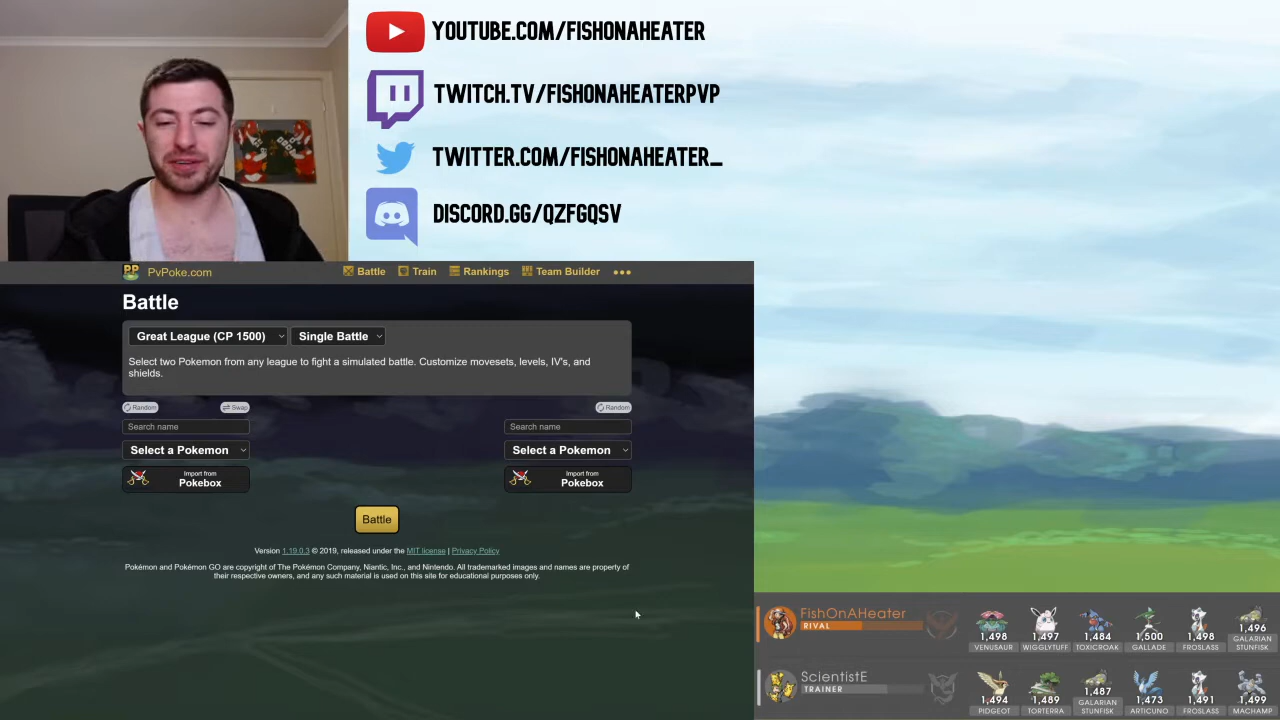 YOUTUBE.COM/FISHONAHEATER
TWITCH.TV/FISHONAHEATERPVP
TWITTER.COM/FISHONAHEATER_
DISCORD.GG/QZFGQSV
PP PvPoke.com Battle Train Rankings Team Builder
Battle
Great League (CP 1500) Single Battle
Select two Pokemon from any league to fight a simulated battle. Customize movesets, levels, IV's, and
shields.
Random Swap Random
Search name Search name
Select a Pokemon Select a Pokemon
Import from Import from
Pokebox Pokebox
Battle
Version 1.19.0.3 © 2019, released under the MIT license | Privacy Policy
Pokémon and Pokémon GO are copyright of The Pokémon Company, Niantic, Inc., and Nintendo. All trademarked images and names are property of
their respective owners, and any such material is used on this site for educational purposes only.
FishOnAHeater
RIVAL
1,498 1,497 1,484 1,500 1,498 1,496
VENUSAUR WIGGLYTUFF TOXICROAK GALLADE FROSLASS GALARIAN
STUNFISK
ScientistE
TRAINER
1,494 1,489 1,487 1,473 1,491 1,499
PIDGEOT TORTERRA GALARIAN STUNFISK ARTICUNO FROSLASS MACHAMP